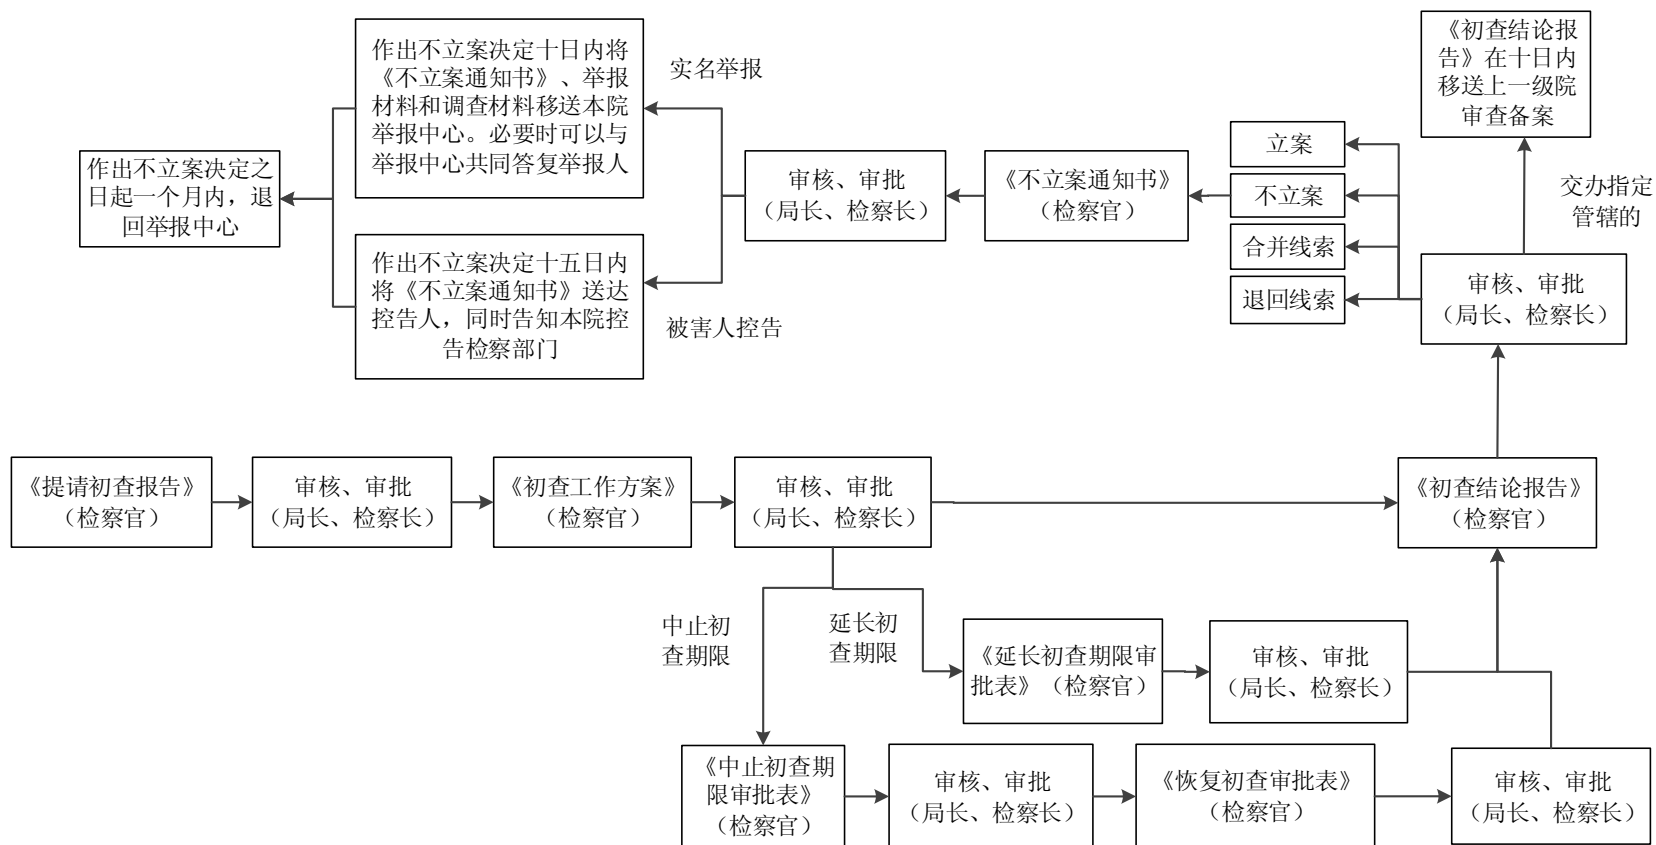 作出不立案决定十日内将
《不立案通知书》、举报
材料和调查材料移送本院
举报中心。必要时可以与
举报中心共同答复举报人
实名举报
《初查结论报
告》在十日内
移送上一级院
审查备案
作出不立案决定之
日起一个月内，退
回举报中心
审核、审批
（局长、检察长）
《不立案通知书》
（检察官）
立案
不立案
合并线索
退回线索
交办指定
管辖的
作出不立案决定十五日内
将《不立案通知书》送达
控告人，同时告知本院控
告检察部门
被害人控告
审核、审批
（局长、检察长）
《提请初查报告》
（检察官）
审核、审批
（局长、检察长）
《初查工作方案》
（检察官）
审核、审批
（局长、检察长）
《初查结论报告》
（检察官）
中止初
查期限
延长初
查期限
《延长初查期限审
批表》（检察官）
审核、审批
（局长、检察长）
《中止初查期
限审批表》
（检察官）
审核、审批
（局长、检察长）
《恢复初查审批表》
（检察官）
审核、审批
（局长、检察长）